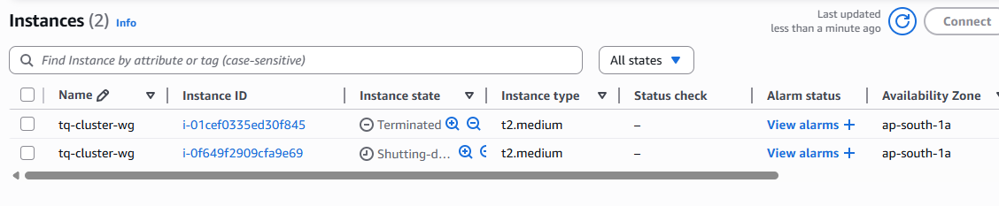 Instances (2) Info
Last updated
less than a minute ago
Connect
Find Instance by attribute or tag (case-sensitive)
All states
Name Instance ID Instance state Instance type Status check Alarm status Availability Zone
tq-cluster-wg i-01cef0335ed30f845 Terminated t2.medium – View alarms + ap-south-1a
tq-cluster-wg i-0f649f2909cfa9e69 Shutting-d... t2.medium – View alarms + ap-south-1a